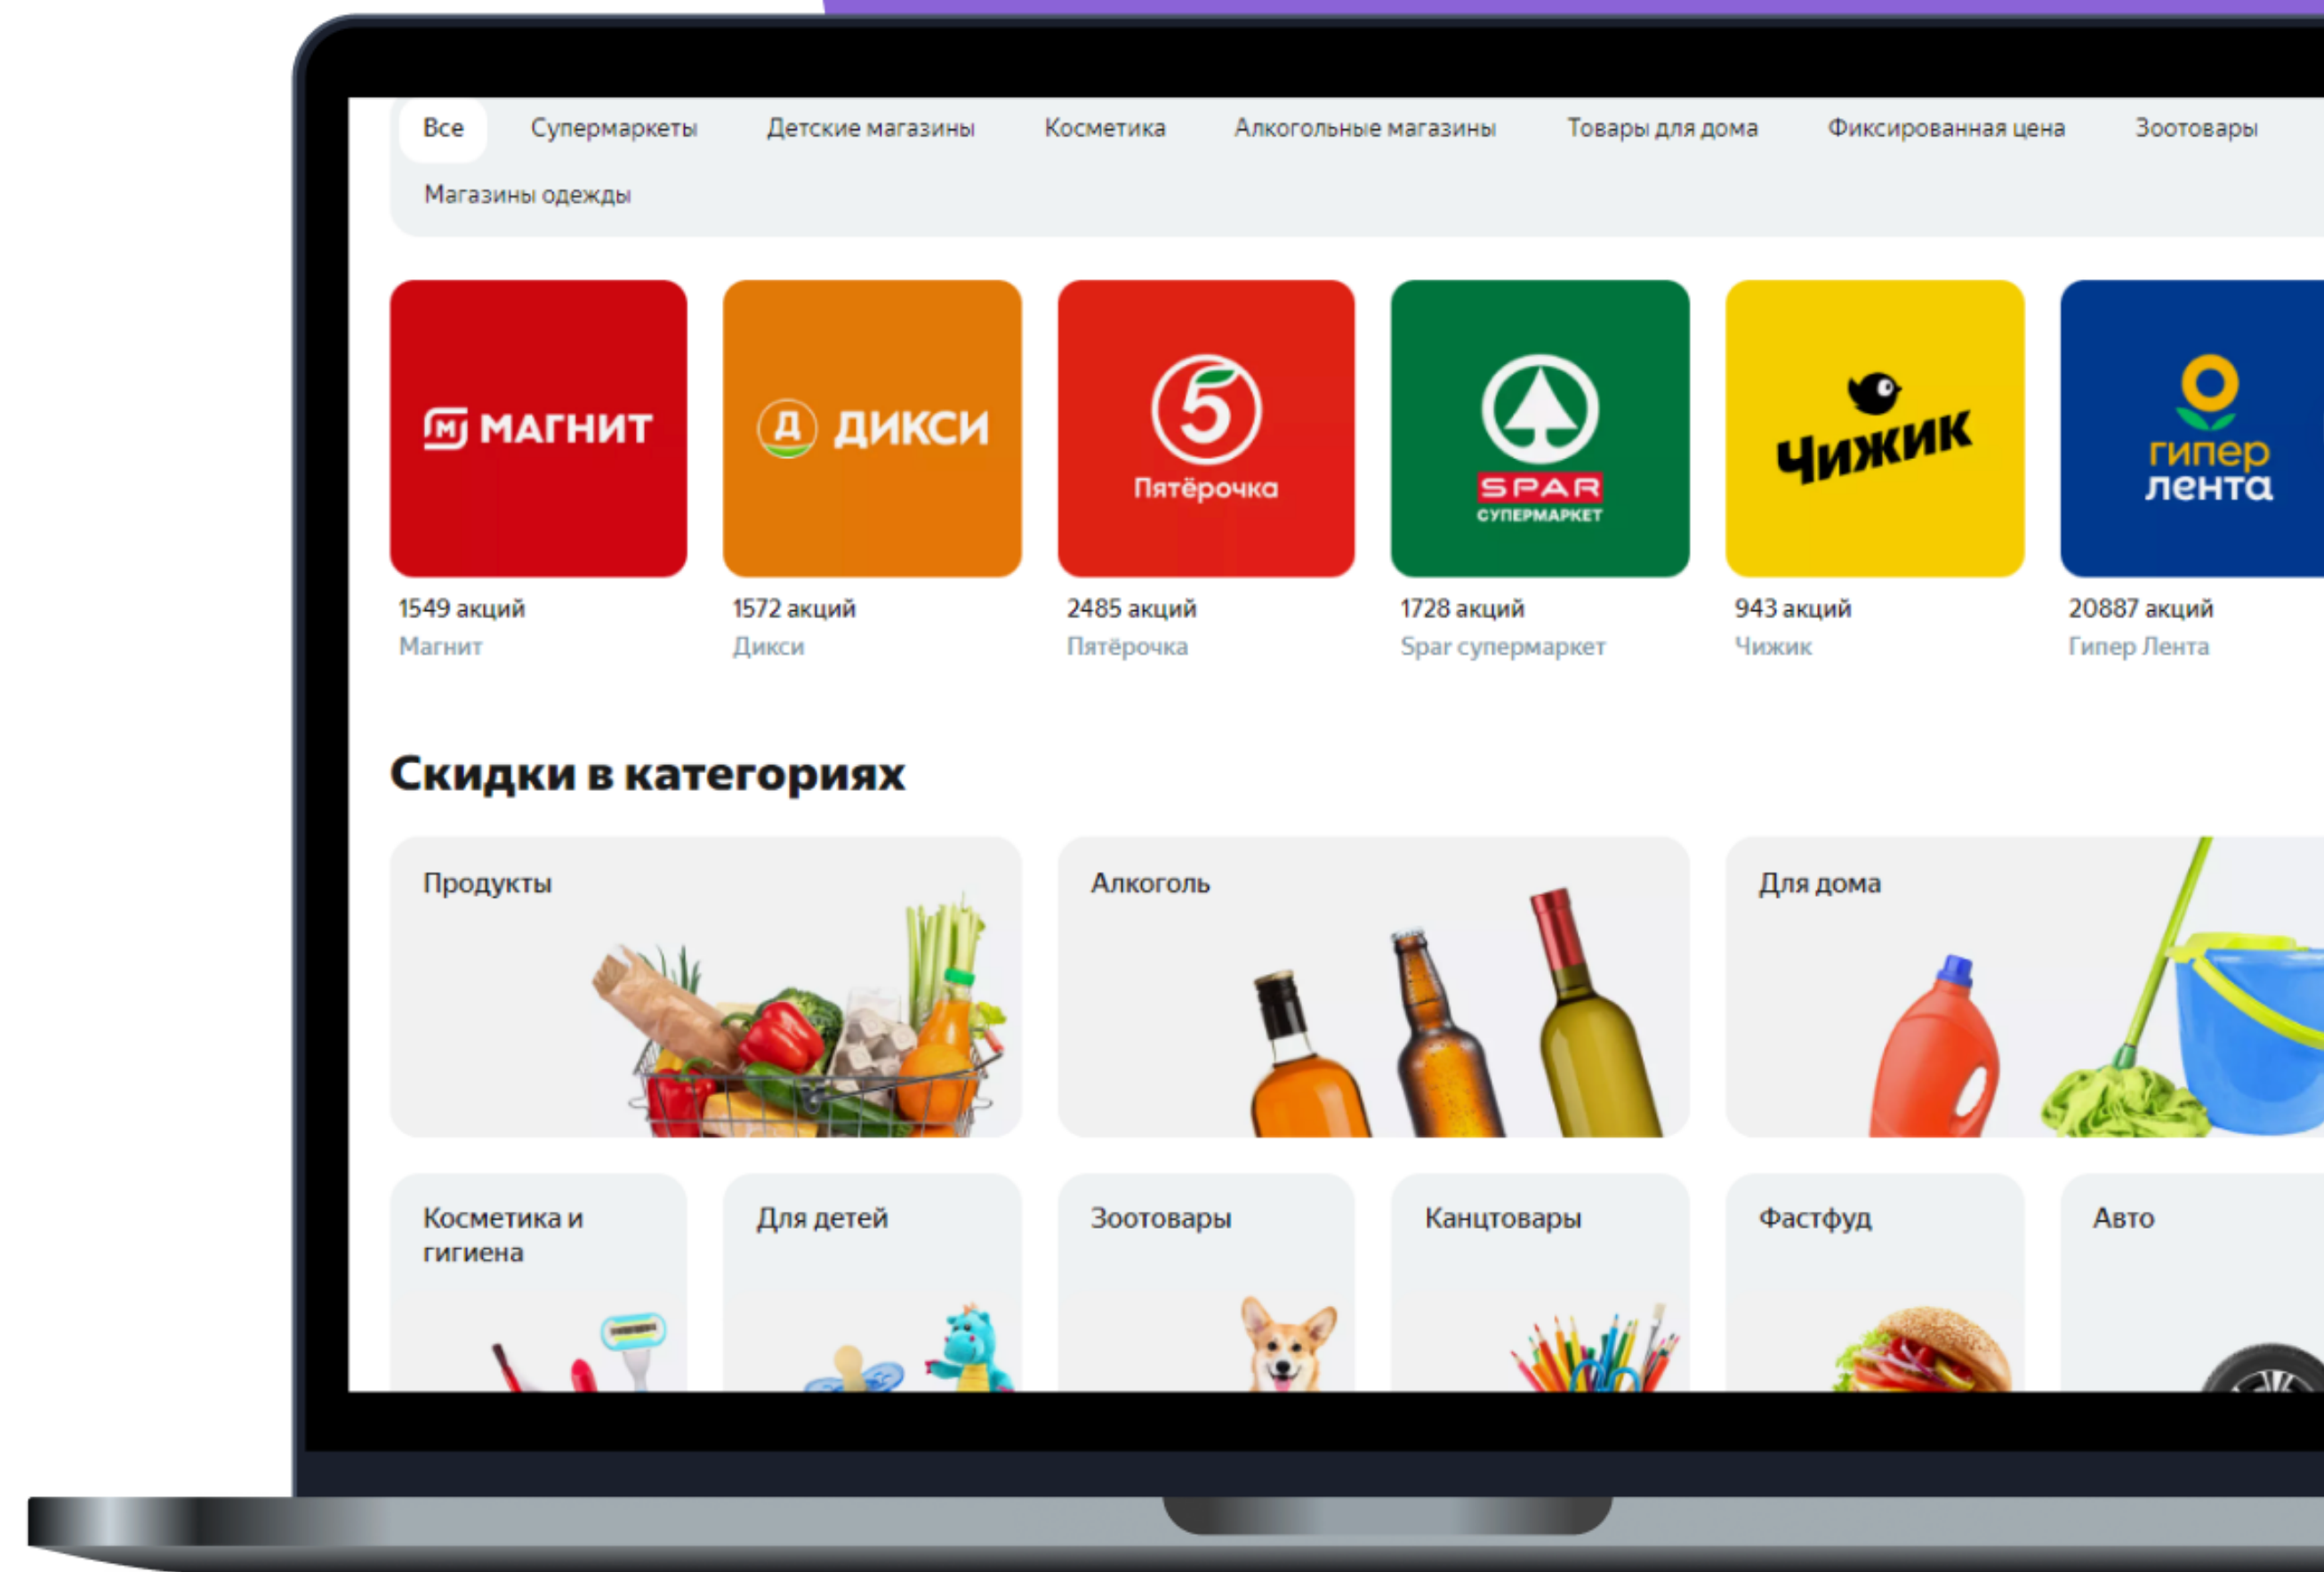 Все Супермаркеты Детские магазины Косметика Алкогольные магазины Товары для дома Фиксированная цена Зоотовары
Магазины одежды
М МАГНИТ
Д ДИКСИ
5
Пятёрочка
SPAR
СУПЕРМАРКЕТ
Чижик
гипер
лента
1549 акций
Магнит
1572 акций
Дикси
2485 акций
Пятёрочка
1728 акций
Spar супермаркет
943 акций
Чижик
20887 акций
Гипер Лента
Скидки в категориях
Продукты
Алкоголь
Для дома
Косметика и
гигиена
Для детей
Зоотовары
Канцтовары
Фастфуд
Авто